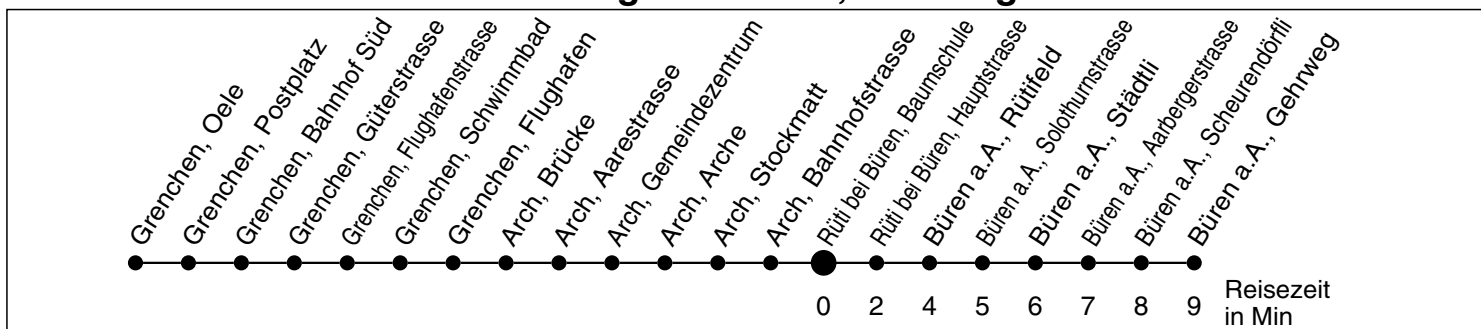 Grenchen, Oele
Grenchen, Postplatz
Grenchen, Bahnhof Süd
Grenchen, Güterstrasse
Grenchen, Flughafenstrasse
Grenchen, Schwimmbad
Grenchen, Flughafen
Arch, Brücke
Arch, Aarestrasse
Arch, Gemeindezentrum
Arch, Arche
Arch, Stockmatt
Arch, Bahnhofstrasse
Rüti bei Büren, Baumschule
Rüti bei Büren, Hauptstrasse
Büren a.A., Rütifeld
Büren a.A., Solothurnstrasse
Büren a.A., Städtli
Büren a.A., Aarbergerstrasse
Büren a.A., Scheurendörfli
Büren a.A., Gehrweg
0 2 4 5 6 7 8 9 Reisezeit
in Min